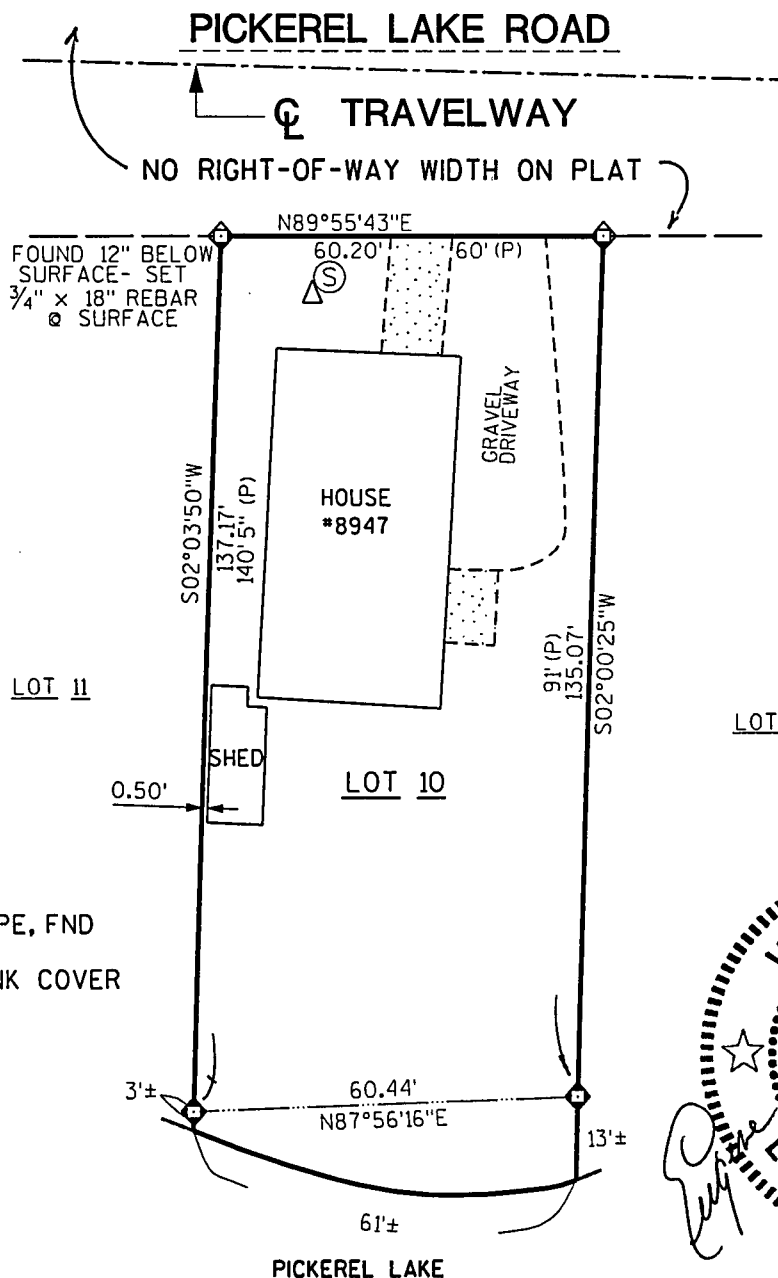 PICKEREL LAKE ROAD
℄ TRAVELWAY
NO RIGHT-OF-WAY WIDTH ON PLAT
N89°55'43"E
60.20' 60' (P)
FOUND 12" BELOW
SURFACE- SET
3/4" x 18" REBAR
@ SURFACE
S
GRAVEL
DRIVEWAY
HOUSE
#8947
S02°03'50"W
137.17'
140' 5" (P)
91' (P)
135.07'
S02°00'25"W
LOT 11
LOT
SHED
0.50'
LOT 10
PE, FND
NK COVER
3'±
60.44'
N87°56'16"E
13'±
61'±
PICKEREL LAKE